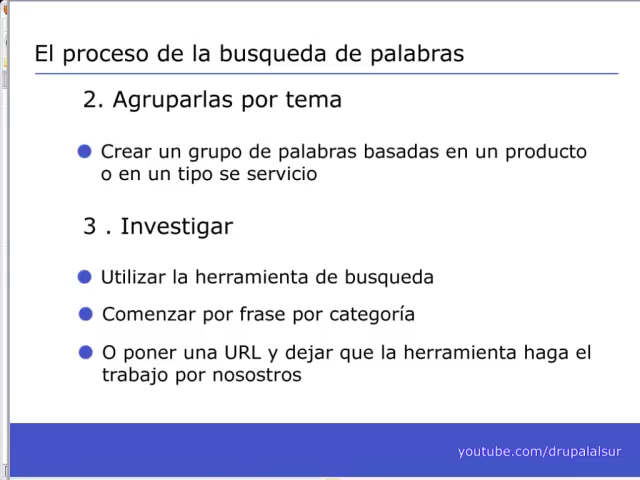 El proceso de la busqueda de palabras
2. Agruparlas por tema
Crear un grupo de palabras basadas en un producto
o en un tipo se servicio
3 . Investigar
Utilizar la herramienta de busqueda
Comenzar por frase por categoría
O poner una URL y dejar que la herramienta haga el
trabajo por nosostros
youtube.com/drupalalsur